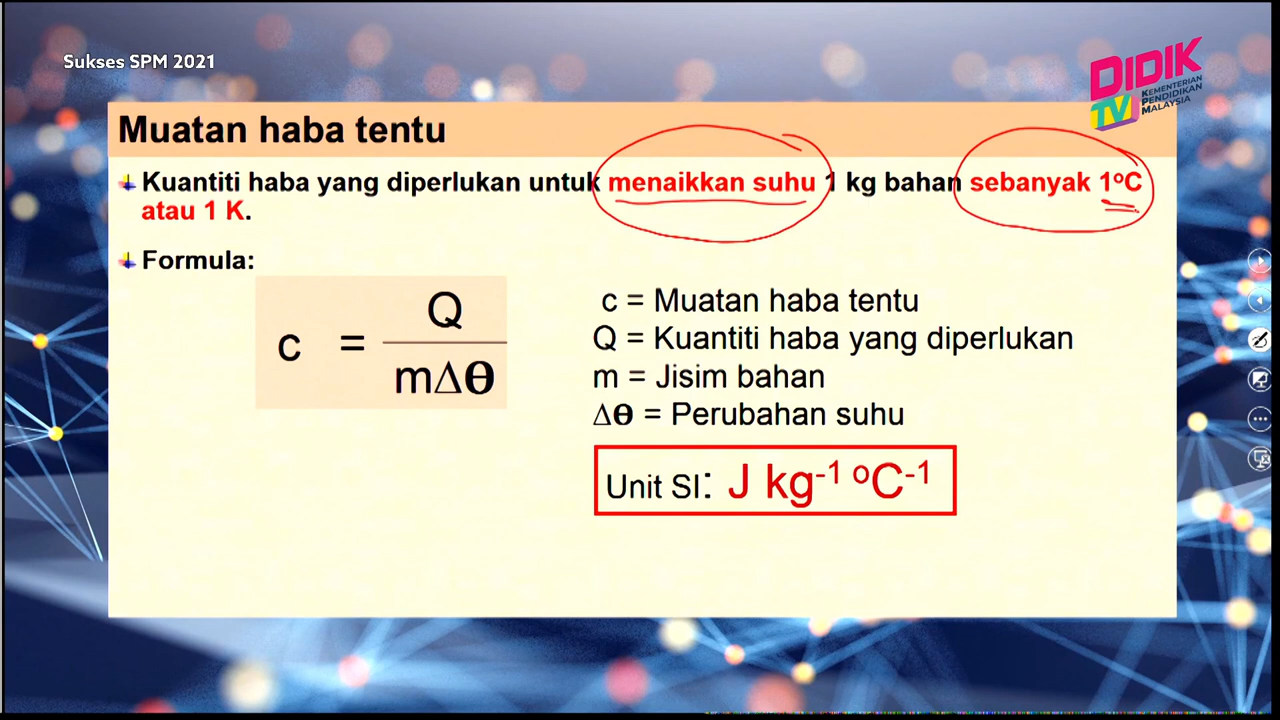 Sukses SPM 2021
DIDIK
TV
KEMENTERIAN
PENDIDIKAN
MALAYSIA
Muatan haba tentu
Kuantiti haba yang diperlukan untuk menaikkan suhu 1 kg bahan sebanyak 1ºC
atau 1 K.
Formula:
c = Q
mΔθ
c = Muatan haba tentu
Q = Kuantiti haba yang diperlukan
m = Jisim bahan
Δθ = Perubahan suhu
Unit SI: J kg⁻¹ ºC⁻¹